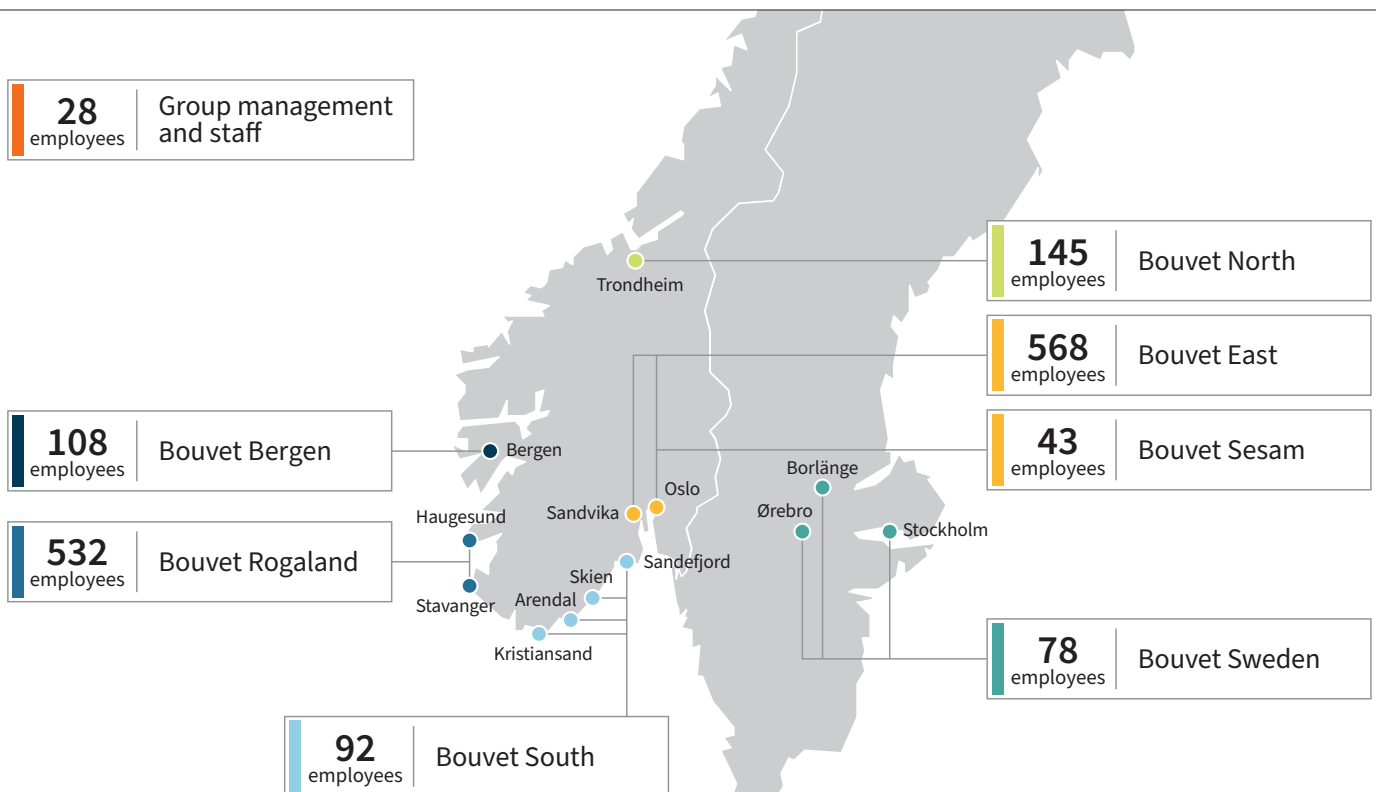 28
employees
Group management
and staff
Trondheim
145
employees
Bouvet North
568
employees
Bouvet East
108
employees
Bouvet Bergen
Bergen
43
employees
Bouvet Sesam
Borlänge
Oslo
Ørebro
Sandvika
Stockholm
Haugesund
532
employees
Bouvet Rogaland
Sandefjord
Skien
Arendal
Stavanger
Kristiansand
78
employees
Bouvet Sweden
92
employees
Bouvet South